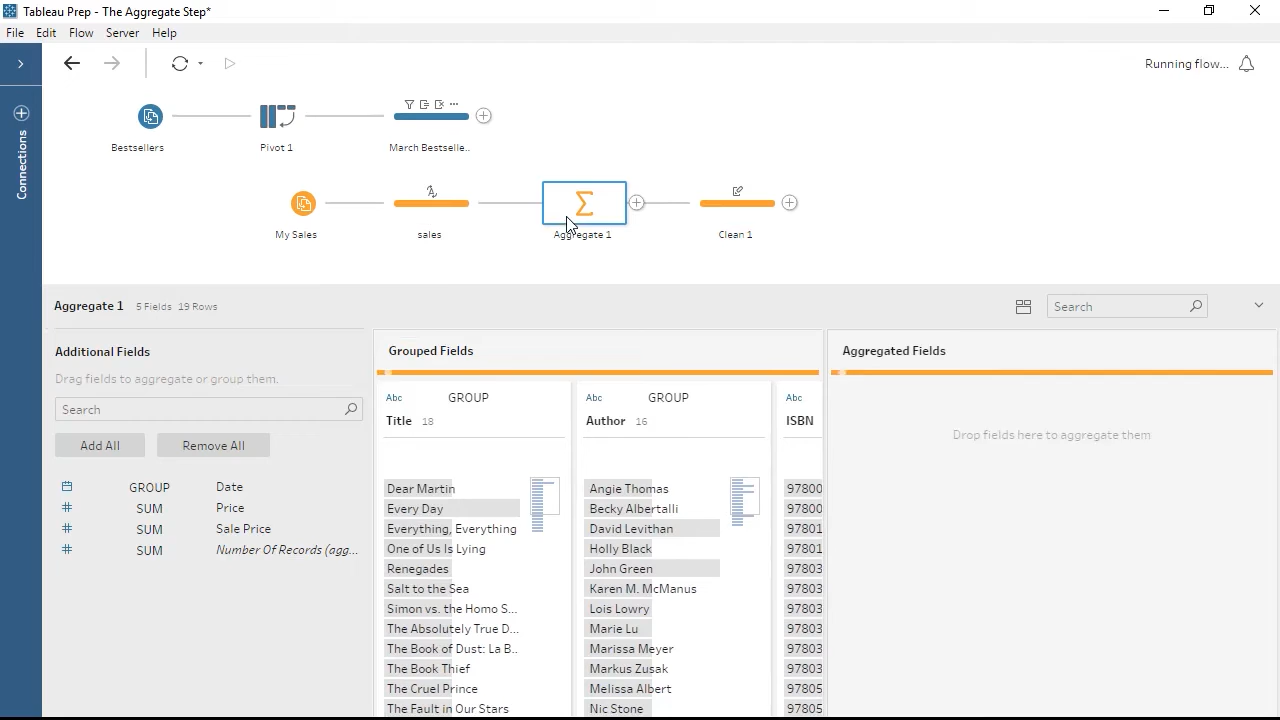 Tableau Prep - The Aggregate Step*
File Edit Flow Server Help
Running flow...
Connections
Bestsellers
Pivot 1
March Bestselle..
My Sales
sales
Aggregate 1
Clean 1
Aggregate 1 5 Fields 19 Rows
Search
Additional Fields
Drag fields to aggregate or group them.
Search
Add All
Remove All
GROUP Date
SUM Price
SUM Sale Price
SUM Number Of Records (agg...
Grouped Fields
Abc GROUP
Title 18
Dear Martin
Every Day
Everything, Everything
One of Us Is Lying
Renegades
Salt to the Sea
Simon vs. the Homo S...
The Absolutely True D...
The Book of Dust: La B..
The Book Thief
The Cruel Prince
The Fault in Our Stars
Abc GROUP
Author 16
Angie Thomas
Becky Albertalli
David Levithan
Holly Black
John Green
Karen M. McManus
Lois Lowry
Marie Lu
Marissa Meyer
Markus Zusak
Melissa Albert
Nic Stone
Abc
ISBN
97800
97800
97801
97801
97803
97803
97803
97803
97803
97803
97805
97805
Aggregated Fields
Drop fields here to aggregate them